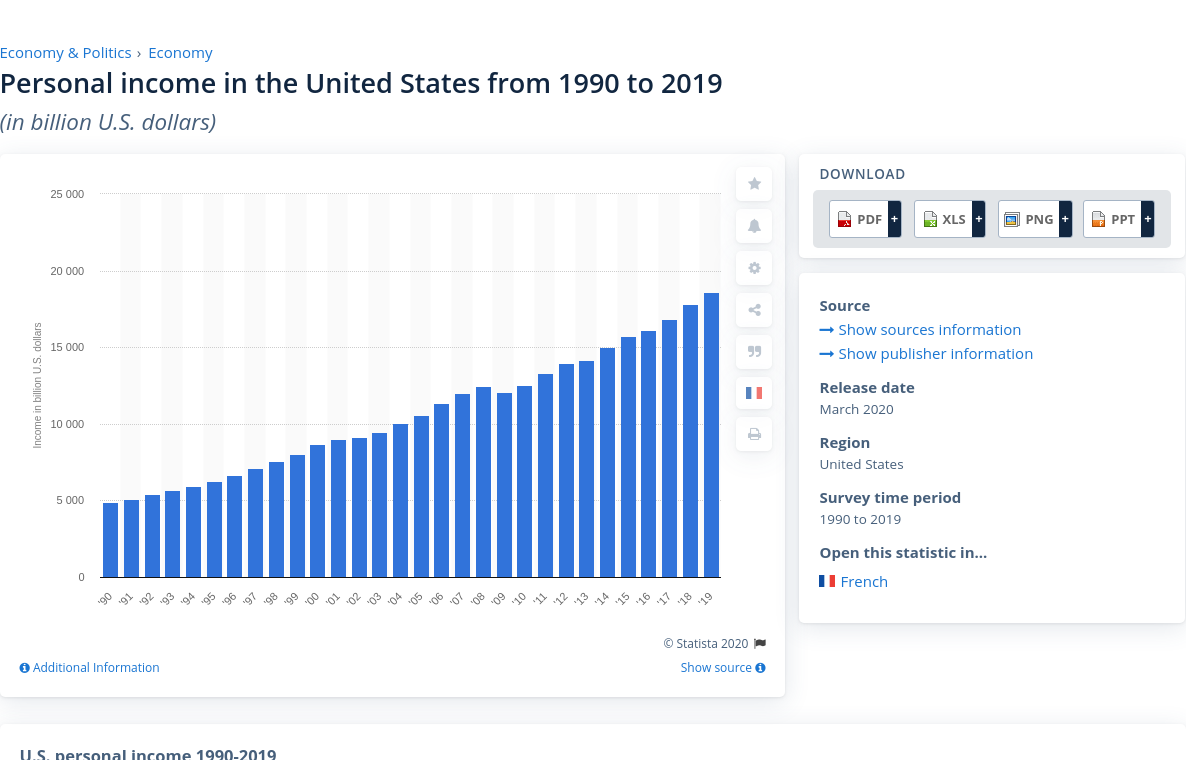 Economy & Politics › Economy
Personal income in the United States from 1990 to 2019
(in billion U.S. dollars)
25 000
20 000
15 000
10 000
5 000
0
Income in billion U.S. dollars
'90 '91 '92 '93 '94 '95 '96 '97 '98 '99 '00 '01 '02 '03 '04 '05 '06 '07 '08 '09 '10 '11 '12 '13 '14 '15 '16 '17 '18 '19
© Statista 2020
Additional Information
Show source
DOWNLOAD
PDF + XLS + PNG + PPT +
Source
Show sources information
Show publisher information
Release date
March 2020
Region
United States
Survey time period
1990 to 2019
Open this statistic in...
French
U.S. personal income 1990-2019